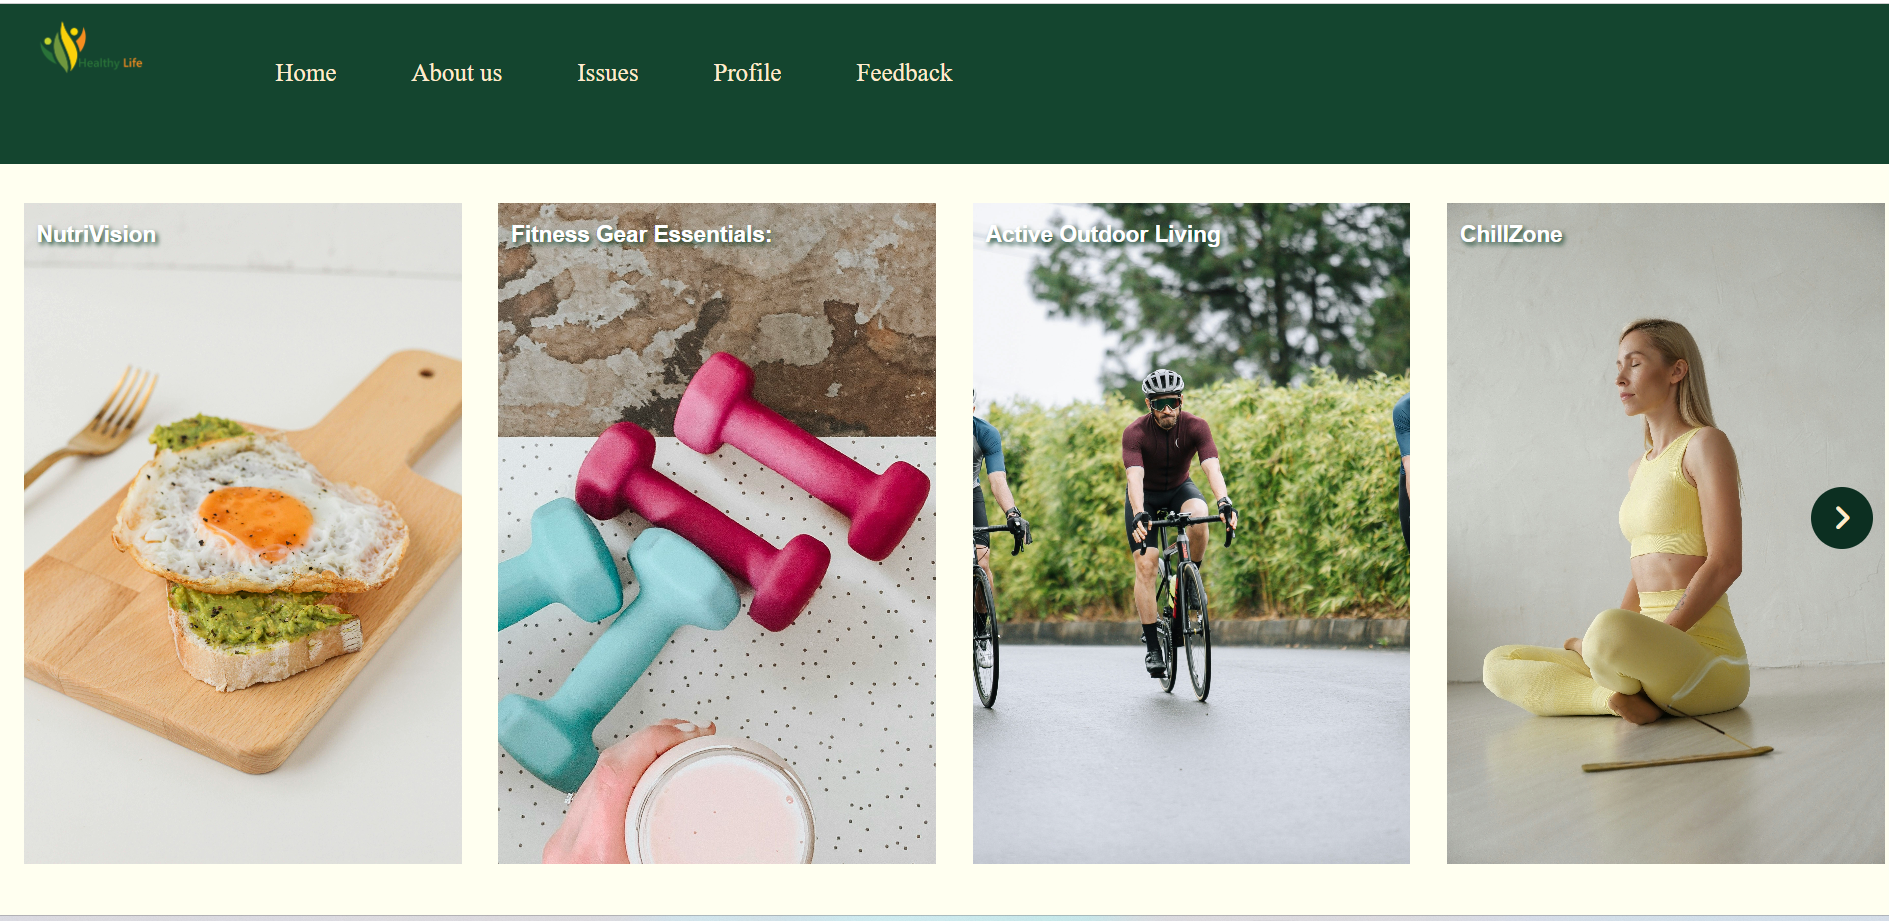 Healthy Life
Home About us Issues Profile Feedback
NutriVision
Fitness Gear Essentials:
Active Outdoor Living
ChillZone